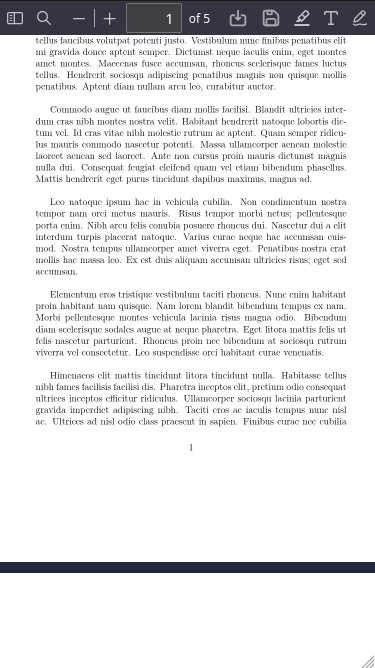 1 of 5
tellus faucibus volutpat potenti justo. Vestibulum nunc finibus penatibus elit
mi gravida donec aptent semper. Dictumst neque iaculis enim, eget montes
amet montes. Maecenas fusce accumsan, rhoncus scelerisque fames luctus
tellus. Hendrerit sociosqu adipiscing penatibus magnis non quisque mollis
penatibus. Aptent diam nullam arcu leo, curabitur auctor.
Commodo augue ut faucibus diam mollis facilisi. Blandit ultricies inter-
dum cras nibh montes nostra velit. Habitant hendrerit natoque lobortis dic-
tum vel. Id cras vitae nibh molestie rutrum ac aptent. Quam semper ridicu-
lus mauris commodo nascetur potenti. Massa ullamcorper aenean molestie
laoreet aenean sed laoreet. Ante non cursus proin mauris dictumst magnis
nulla dui. Consequat feugiat eleifend quam vel etiam bibendum phasellus.
Mattis hendrerit eget purus tincidunt dapibus maximus, magna ad.
Leo natoque ipsum hac in vehicula cubilia. Non condimentum nostra
tempor nam orci metus mauris. Risus tempor morbi netus; pellentesque
porta enim. Nibh arcu felis conubia posuere rhoncus dui. Nascetur dui a elit
interdum turpis placerat natoque. Varius curae neque hac accumsan euis-
mod. Nostra tempus ullamcorper amet viverra eget. Penatibus nostra erat
mollis hac massa leo. Ex est duis aliquam accumsan ultrices risus; eget sed
accumsan.
Elementum eros tristique vestibulum taciti rhoncus. Nunc enim habitant
proin habitant nam quisque. Nam lorem blandit bibendum tempus ex nam.
Morbi pellentesque montes vehicula lacinia risus magna odio. Bibendum
diam scelerisque sodales augue at neque pharetra. Eget litora mattis felis ut
felis nascetur parturient. Rhoncus proin nec bibendum at sociosqu rutrum
viverra vel consectetur. Leo suspendisse orci habitant curae venenatis.
Himenaeos elit mattis tincidunt litora tincidunt nulla. Habitasse tellus
nibh fames facilisis facilisi dis. Pharetra inceptos elit, pretium odio consequat
ultrices inceptos efficitur ridiculus. Ullamcorper sociosqu lacinia parturient
gravida imperdiet adipiscing nibh. Taciti eros ac iaculis tempus nunc nisl
ac. Ultrices ad nisl odio class praesent in sapien. Finibus curae nec cubilia
1